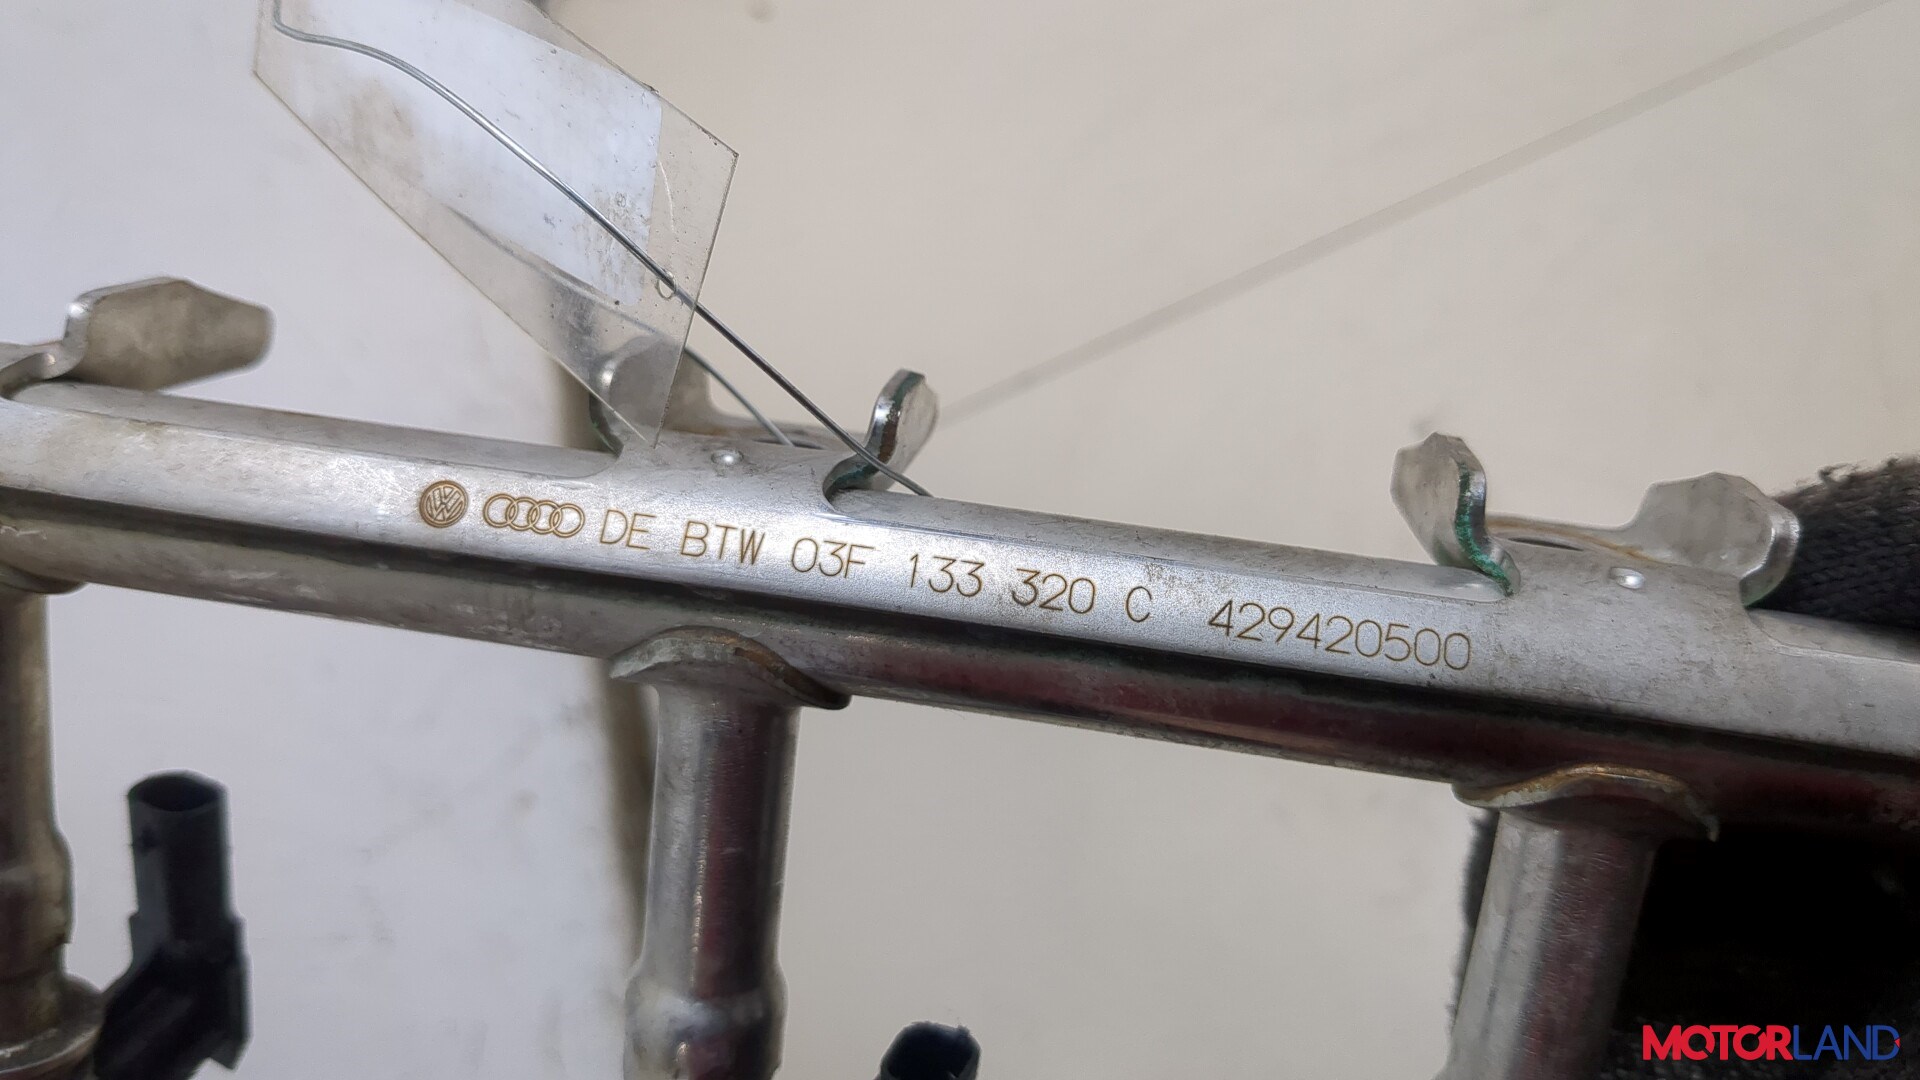 DE BTW 03F 133 320 C 429420500
MOTORLAND